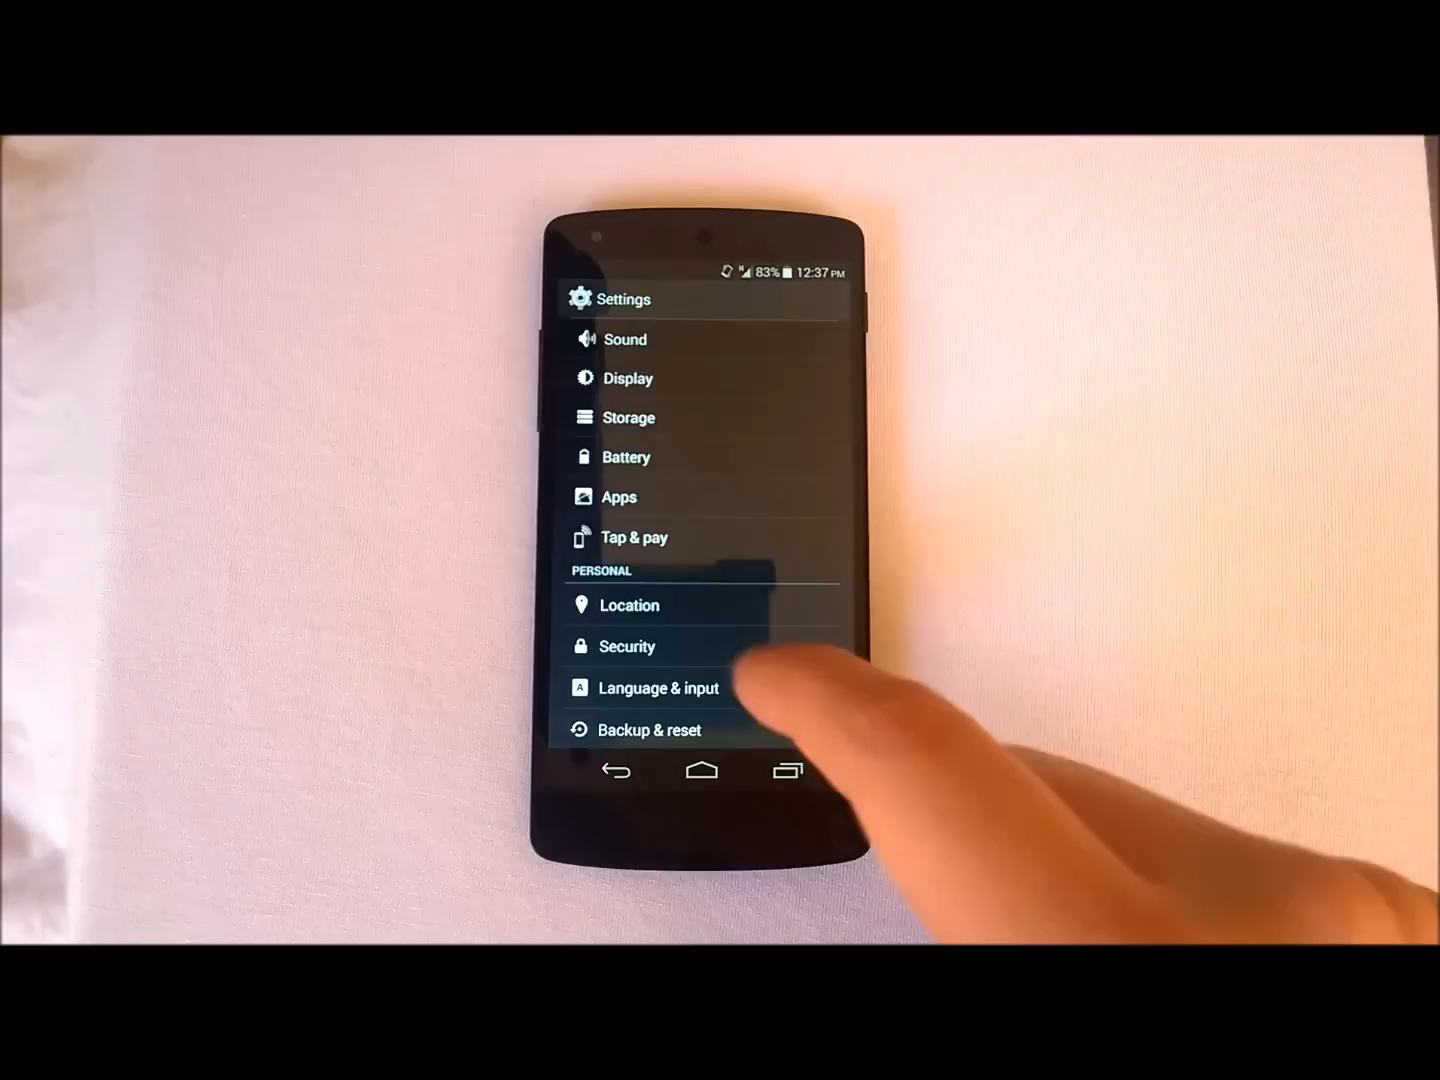 83% 12:37 PM
Settings
Sound
Display
Storage
Battery
Apps
Tap & pay
PERSONAL
Location
Security
A Language & input
Backup & reset